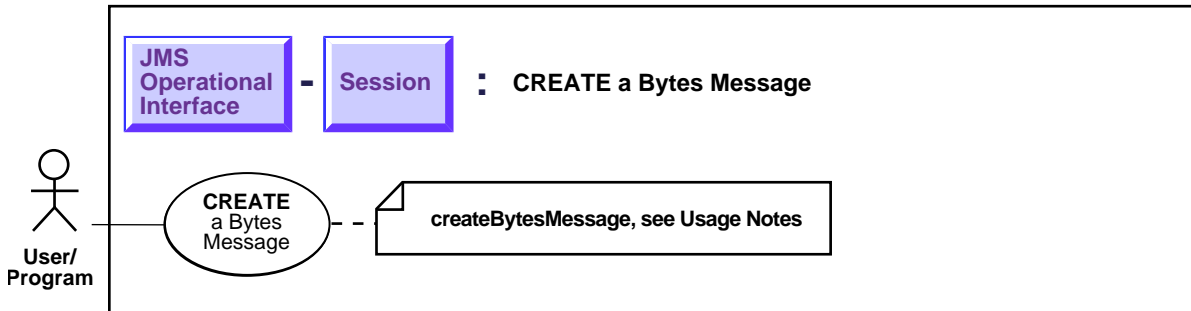 JMS
Operational
Interface
-
Session
:
CREATE a Bytes Message
CREATE
a Bytes
Message
createBytesMessage, see Usage Notes
User/
Program